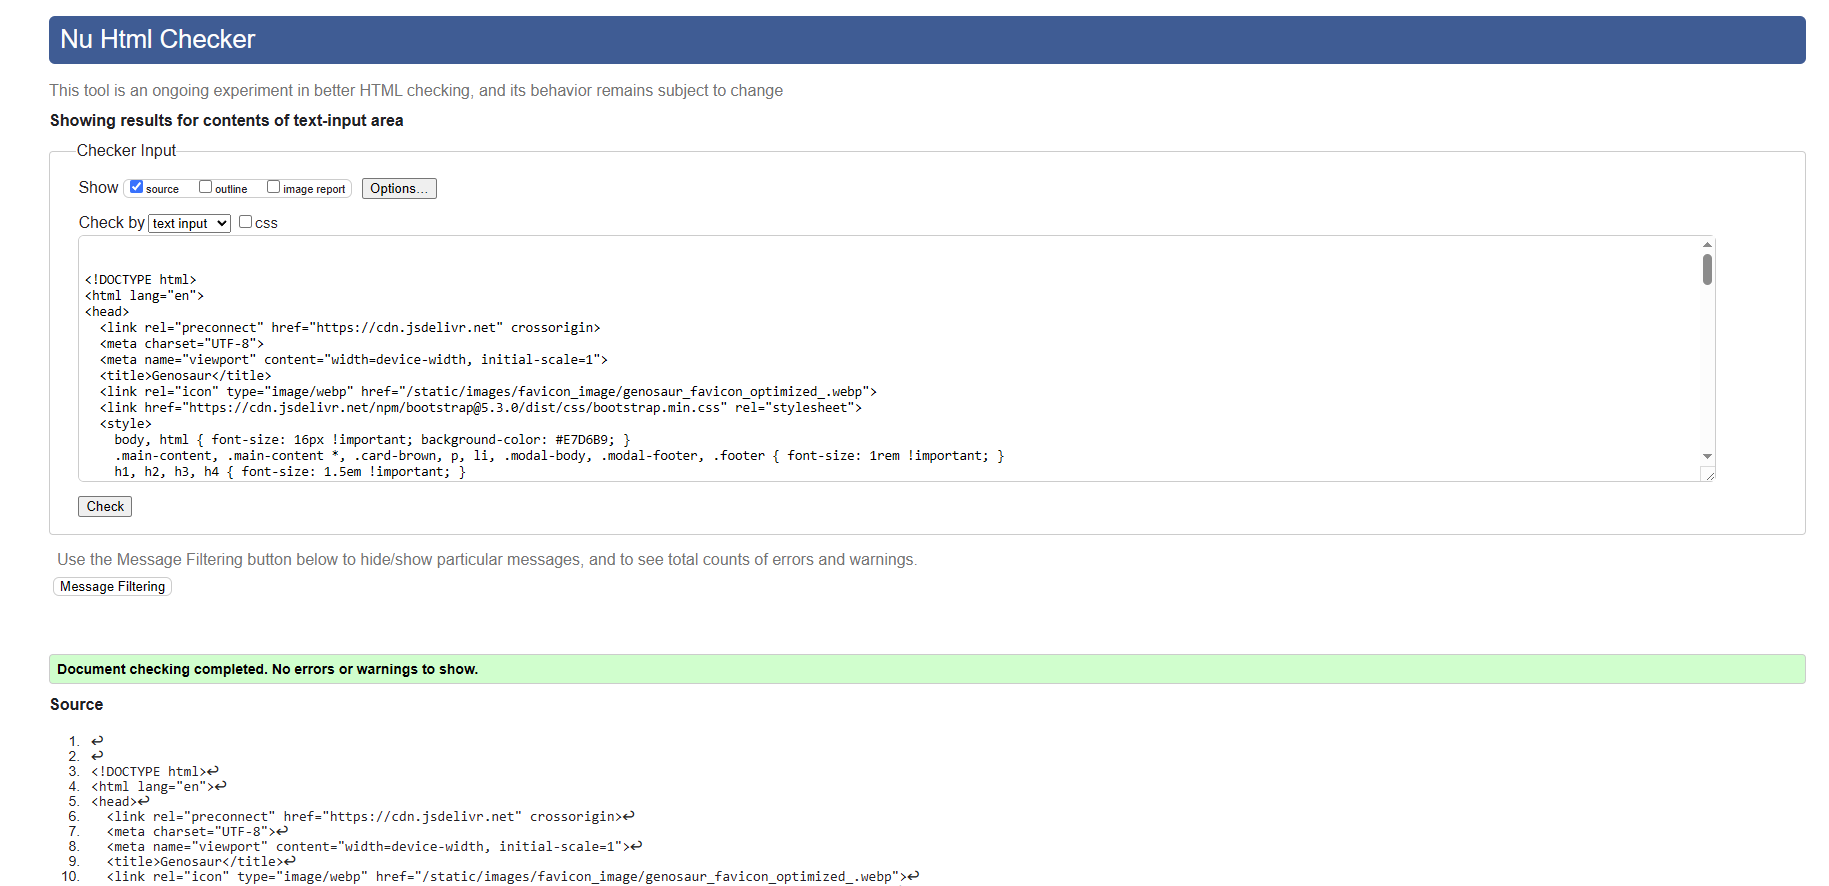 Nu Html Checker
This tool is an ongoing experiment in better HTML checking, and its behavior remains subject to change
Showing results for contents of text-input area
Checker Input
Show source outline image report Options...
Check by text input css
<!DOCTYPE html>
<html lang="en">
<head>
<link rel="preconnect" href="https://cdn.jsdelivr.net" crossorigin>
<meta charset="UTF-8">
<meta name="viewport" content="width=device-width, initial-scale=1">
<title>Genosaur</title>
<link rel="icon" type="image/webp" href="/static/images/favicon_image/genosaur_favicon_optimized_.webp">
<link href="https://cdn.jsdelivr.net/npm/bootstrap@5.3.0/dist/css/bootstrap.min.css" rel="stylesheet">
<style>
body, html { font-size: 16px !important; background-color: #E7D6B9; }
.main-content, .main-content *, .card-brown, p, li, .modal-body, .modal-footer, .footer { font-size: 1rem !important; }
h1, h2, h3, h4 { font-size: 1.5em !important; }
Check
Use the Message Filtering button below to hide/show particular messages, and to see total counts of errors and warnings.
Message Filtering
Document checking completed. No errors or warnings to show.
Source
1. ↩
2. ↩
3. <!DOCTYPE html>↩
4. <html lang="en">↩
5. <head>↩
6. <link rel="preconnect" href="https://cdn.jsdelivr.net" crossorigin>↩
7. <meta charset="UTF-8">↩
8. <meta name="viewport" content="width=device-width, initial-scale=1">↩
9. <title>Genosaur</title>↩
10. <link rel="icon" type="image/webp" href="/static/images/favicon_image/genosaur_favicon_optimized_.webp">↩